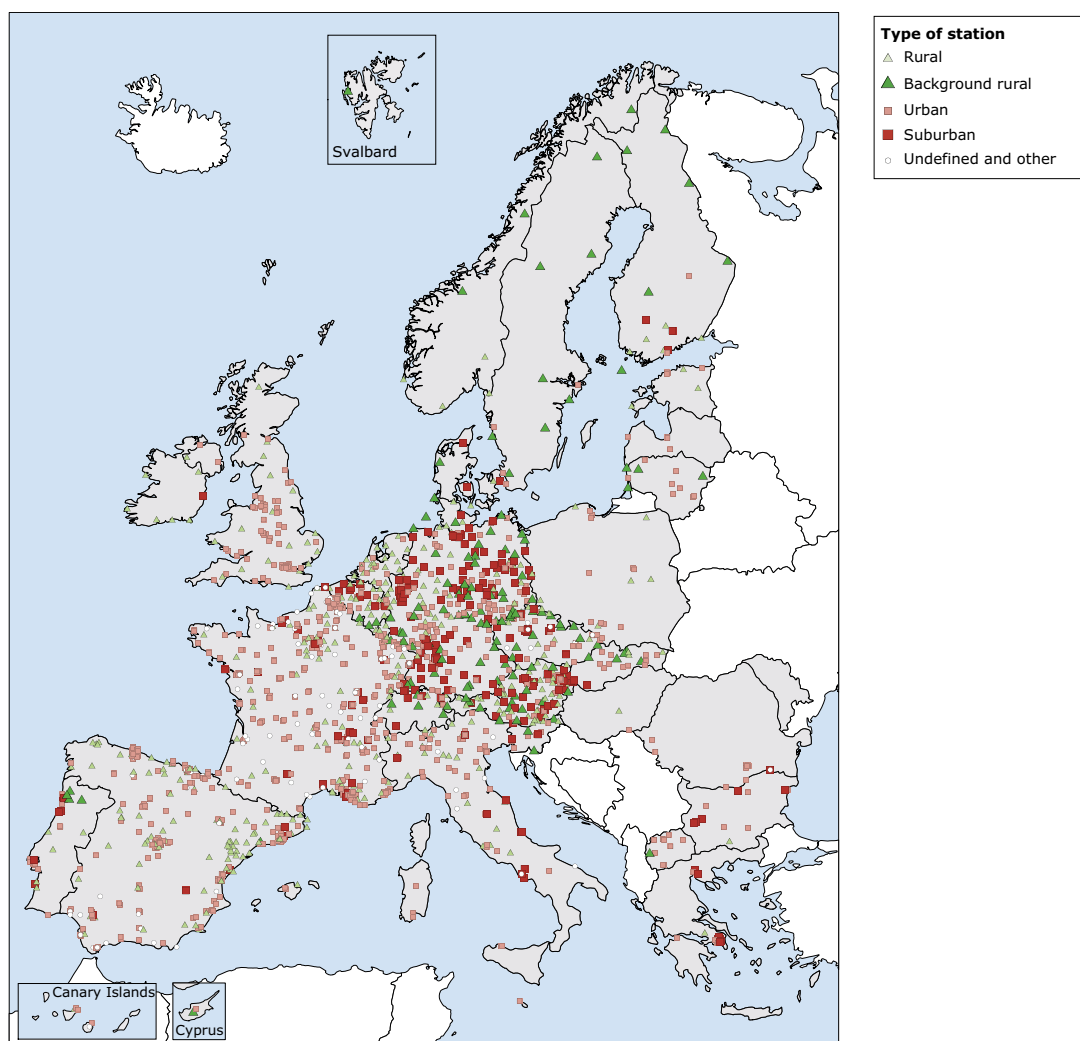 Svalbard
Canary Islands
Cyprus
Type of station
Rural
Background rural
Urban
Suburban
Undefined and other